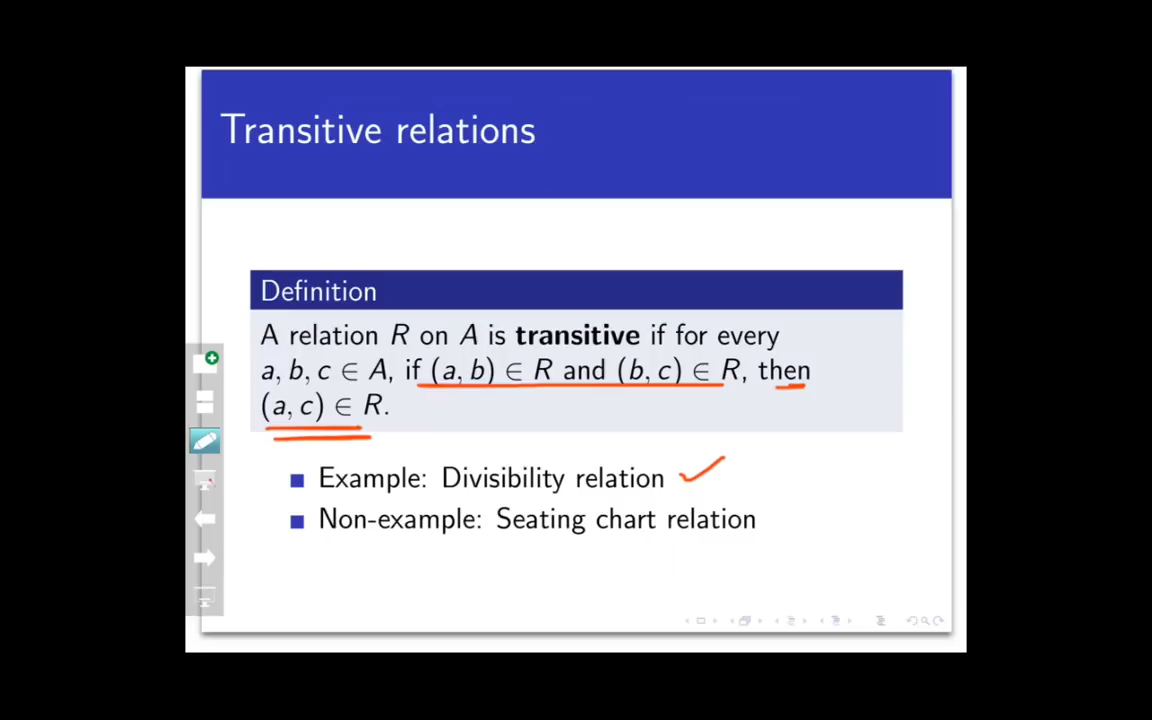 Transitive relations
Definition
A relation R on A is transitive if for every
a, b, c ∈ A, if (a, b) ∈ R and (b, c) ∈ R, then
(a, c) ∈ R.
Example: Divisibility relation
Non-example: Seating chart relation